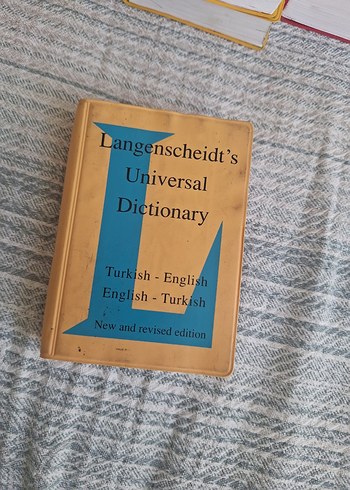 Langenscheidt's
Universal
Dictionary
Turkish - English
English - Turkish
New and revised edition